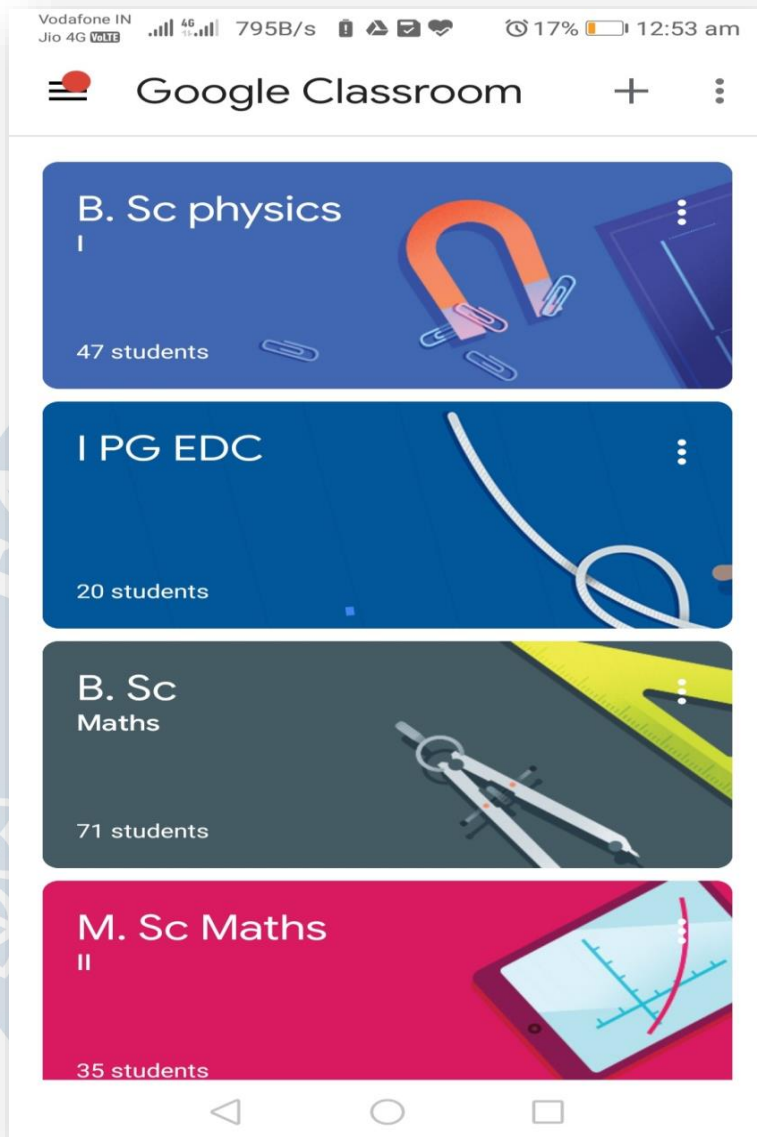 Vodafone IN
Jio 4G VoLTE 4G 795B/s 17% 12:53 am
Google Classroom
B. Sc physics
I
47 students
I PG EDC
20 students
B. Sc
Maths
71 students
M. Sc Maths
II
35 students